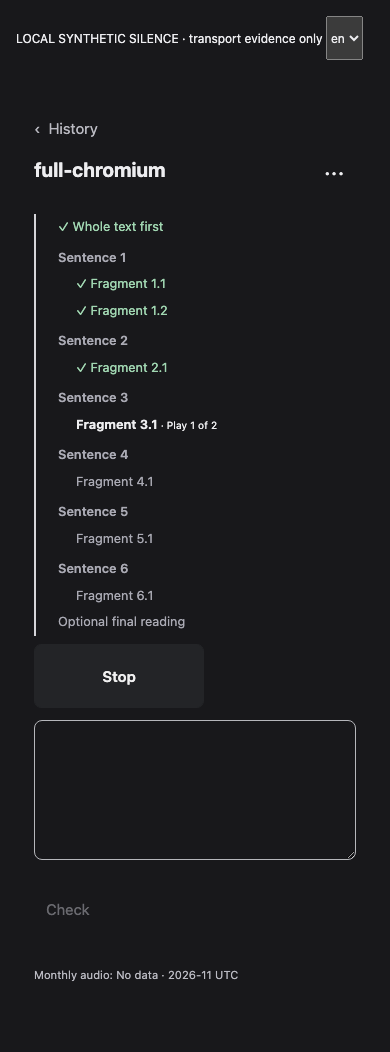 LOCAL SYNTHETIC SILENCE · transport evidence only en
‹ History
full-chromium ...
✓ Whole text first
Sentence 1
✓ Fragment 1.1
✓ Fragment 1.2
Sentence 2
✓ Fragment 2.1
Sentence 3
Fragment 3.1 · Play 1 of 2
Sentence 4
Fragment 4.1
Sentence 5
Fragment 5.1
Sentence 6
Fragment 6.1
Optional final reading
Stop
Check
Monthly audio: No data · 2026-11 UTC